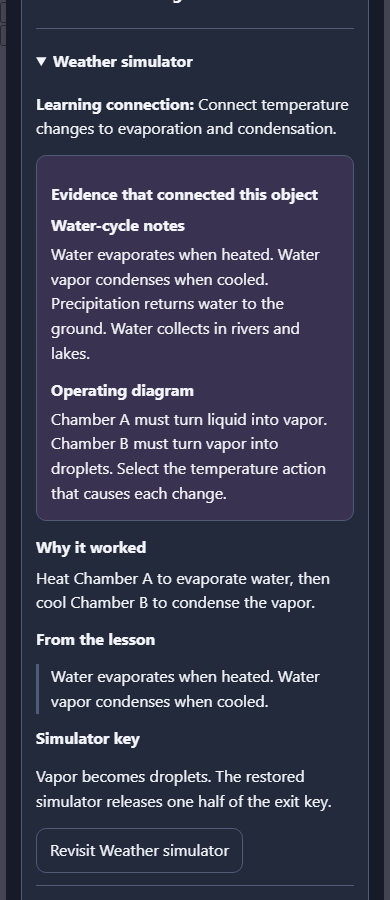 ▼ Weather simulator
Learning connection: Connect temperature
changes to evaporation and condensation.
Evidence that connected this object
Water-cycle notes
Water evaporates when heated. Water
vapor condenses when cooled.
Precipitation returns water to the
ground. Water collects in rivers and
lakes.
Operating diagram
Chamber A must turn liquid into vapor.
Chamber B must turn vapor into
droplets. Select the temperature action
that causes each change.
Why it worked
Heat Chamber A to evaporate water, then
cool Chamber B to condense the vapor.
From the lesson
Water evaporates when heated. Water
vapor condenses when cooled.
Simulator key
Vapor becomes droplets. The restored
simulator releases one half of the exit key.
Revisit Weather simulator